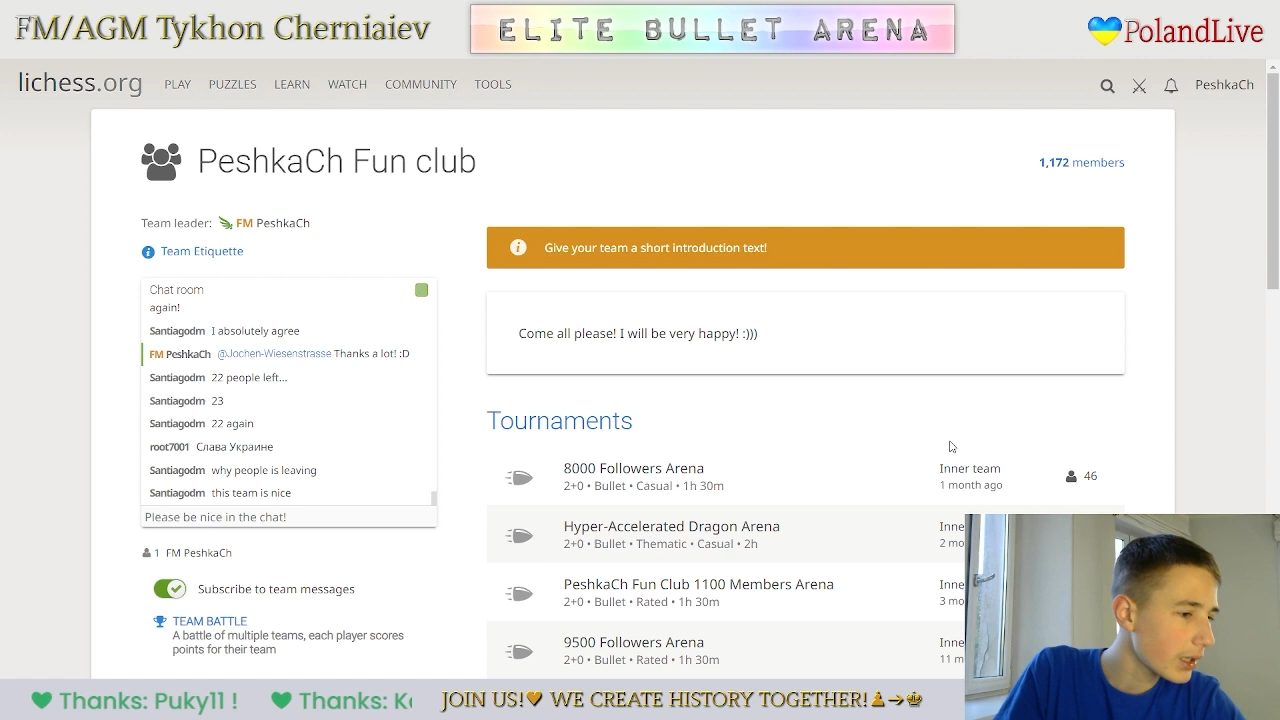 FM/AGM Tykhon Cherniaiev
ELITE BULLET ARENA
PolandLive
lichess.org PLAY PUZZLES LEARN WATCH COMMUNITY TOOLS PeshkaCh
PeshkaCh Fun club
1,172 members
Team leader: FM PeshkaCh
Team Etiquette
Give your team a short introduction text!
Chat room
again!
Santiagodm I absolutely agree
FM PeshkaCh @Jochen-Wiesenstrasse Thanks a lot! :D
Santiagodm 22 people left...
Santiagodm 23
Santiagodm 22 again
root7001 Слава Украине
Santiagodm why people is leaving
Santiagodm this team is nice
Please be nice in the chat!
1 FM PeshkaCh
Subscribe to team messages
TEAM BATTLE
A battle of multiple teams, each player scores
points for their team
Come all please! I will be very happy! :)))
Tournaments
8000 Followers Arena
2+0 • Bullet • Casual • 1h 30m
Inner team
1 month ago
46
Hyper-Accelerated Dragon Arena
2+0 • Bullet • Thematic • Casual • 2h
PeshkaCh Fun Club 1100 Members Arena
2+0 • Bullet • Rated • 1h 30m
9500 Followers Arena
2+0 • Bullet • Rated • 1h 30m
Thanks: Puky11 ! Thanks:
JOIN US! WE CREATE HISTORY TOGETHER!